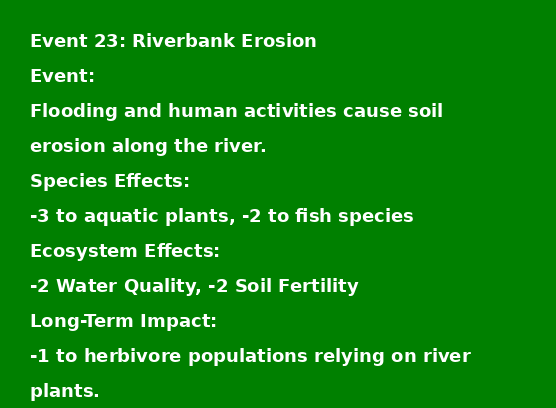 Event 23: Riverbank Erosion
Event:
Flooding and human activities cause soil
erosion along the river.
Species Effects:
-3 to aquatic plants, -2 to fish species
Ecosystem Effects:
-2 Water Quality, -2 Soil Fertility
Long-Term Impact:
-1 to herbivore populations relying on river
plants.